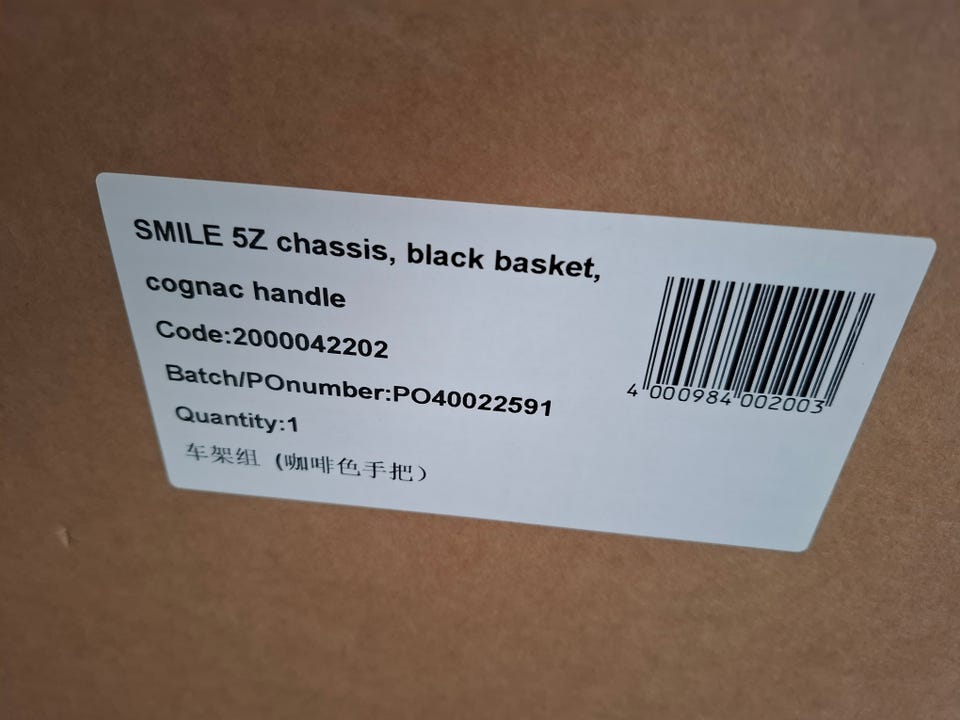 SMILE 5Z chassis, black basket,
cognac handle
Code:2000042202
Batch/POnumber:PO40022591
Quantity:1
车架组 (咖啡色手把)
4 000984 002003